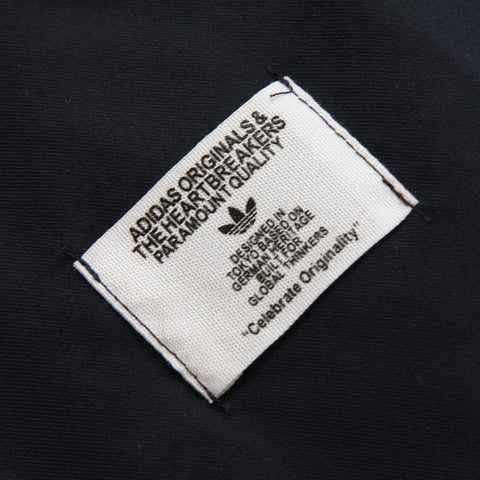 ADIDAS ORIGINALS &
THE HEARTBREAKERS
PARAMOUNT QUALITY
DESIGNED IN
TOKYO BASED ON
GERMAN HERITAGE
BUILT FOR
GLOBAL THINKERS
"Celebrate Originality"